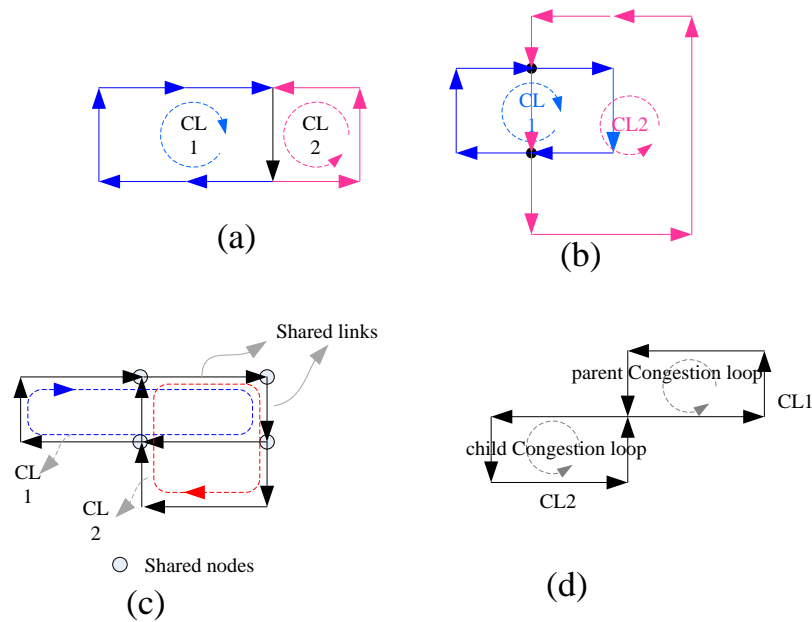 CL
1
CL
2
(a)
CL
1
CL2
(b)
Shared links
CL
1
CL
2
Shared nodes
(c)
parent Congestion loop
CL1
child Congestion loop
CL2
(d)